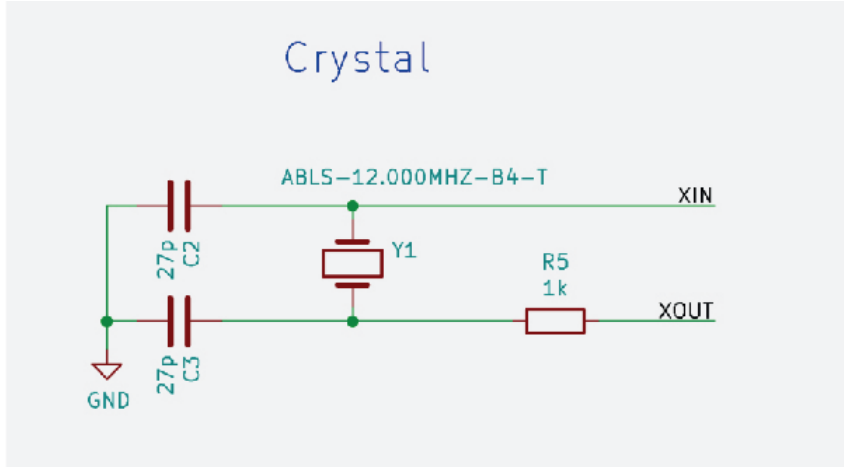 Crystal
ABLS-12.000MHZ-B4-T
XIN
27p
C2
Y1
R5
1k
XOUT
27p
C3
GND